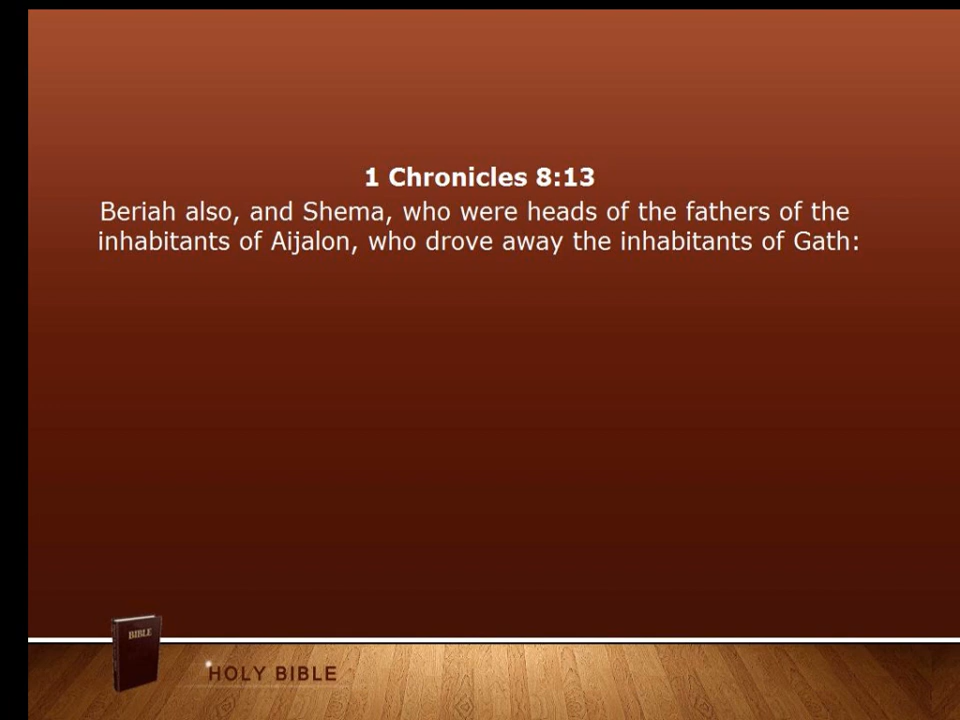 1 Chronicles 8:13
Beriah also, and Shema, who were heads of the fathers of the
inhabitants of Aijalon, who drove away the inhabitants of Gath:
BIBLE
HOLY BIBLE